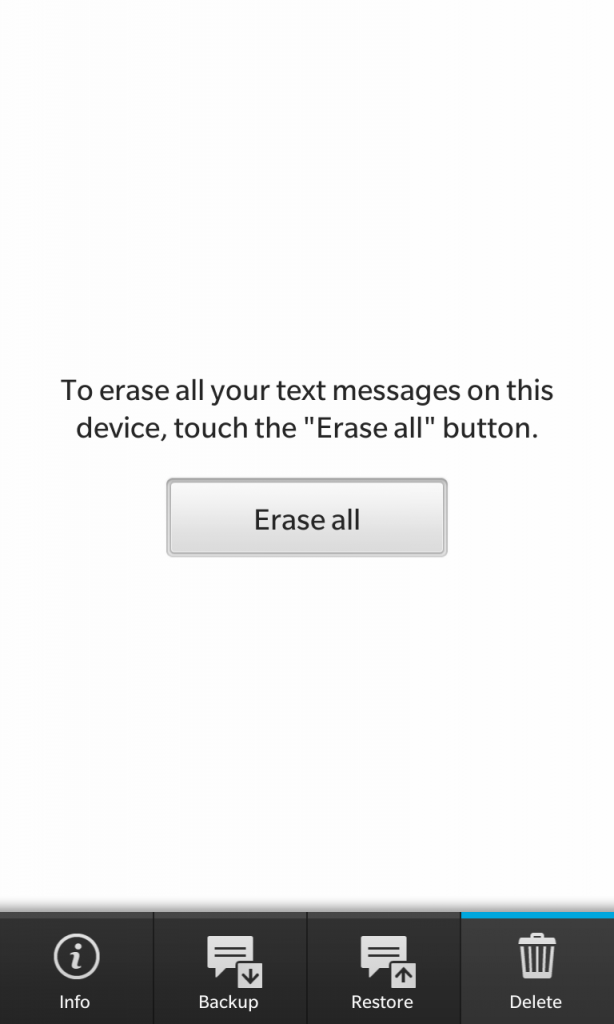 To erase all your text messages on this
device, touch the "Erase all" button.
Erase all
Info
Backup
Restore
Delete